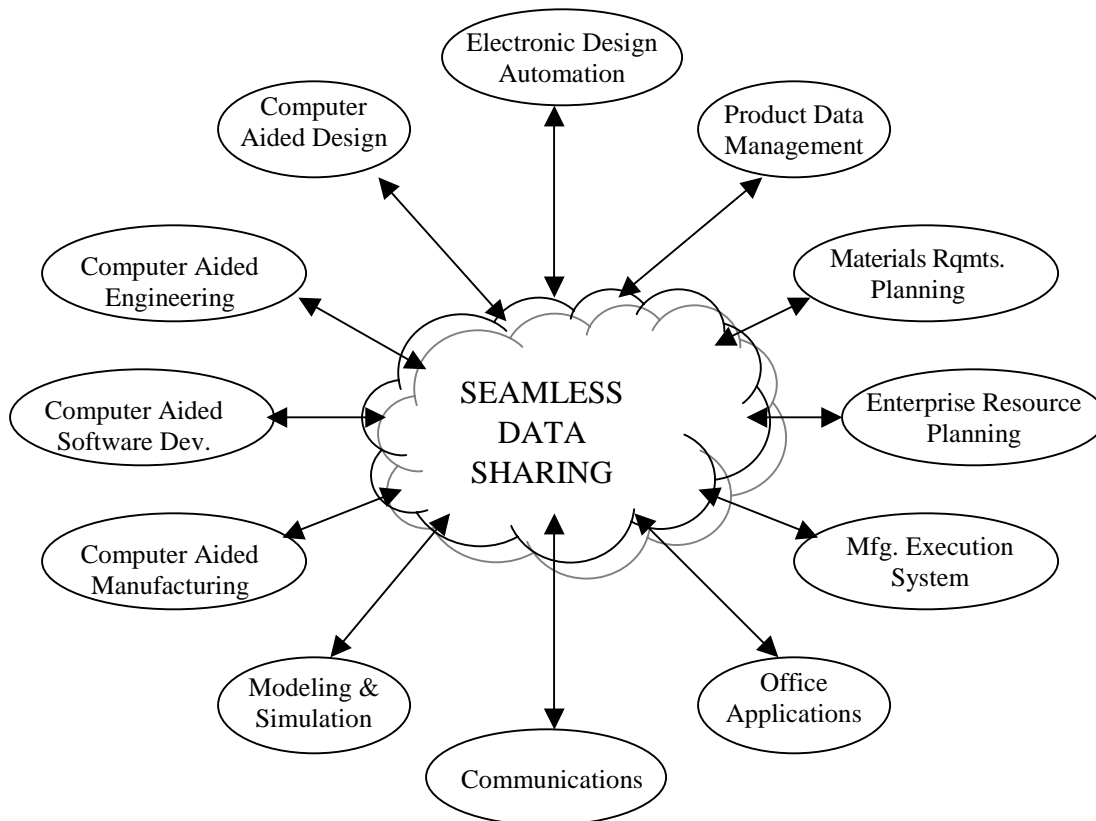 Electronic Design
Automation
Computer
Aided Design
Product Data
Management
Computer Aided
Engineering
Materials Rqmts.
Planning
SEAMLESS
DATA
SHARING
Computer Aided
Software Dev.
Enterprise Resource
Planning
Computer Aided
Manufacturing
Mfg. Execution
System
Modeling &
Simulation
Office
Applications
Communications